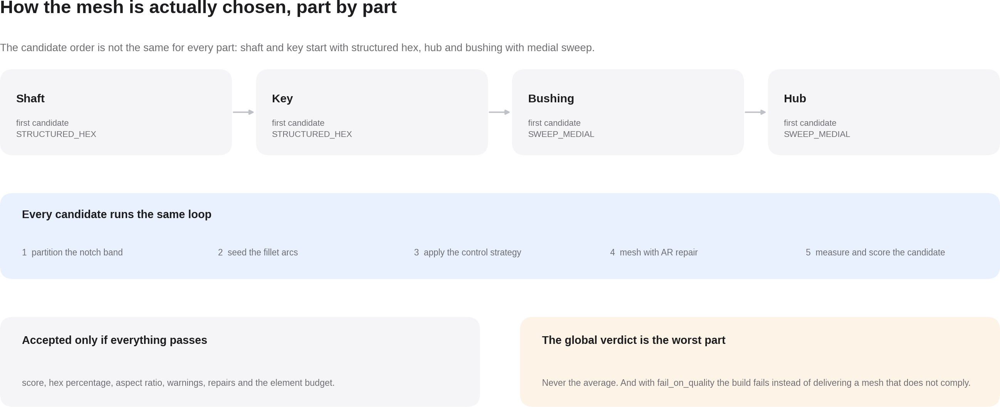 How the mesh is actually chosen, part by part
The candidate order is not the same for every part: shaft and key start with structured hex, hub and bushing with medial sweep.
Shaft
first candidate
STRUCTURED_HEX
Key
first candidate
STRUCTURED_HEX
Bushing
first candidate
SWEEP_MEDIAL
Hub
first candidate
SWEEP_MEDIAL
Every candidate runs the same loop
1 partition the notch band
2 seed the fillet arcs
3 apply the control strategy
4 mesh with AR repair
5 measure and score the candidate
Accepted only if everything passes
score, hex percentage, aspect ratio, warnings, repairs and the element budget.
The global verdict is the worst part
Never the average. And with fail_on_quality the build fails instead of delivering a mesh that does not comply.